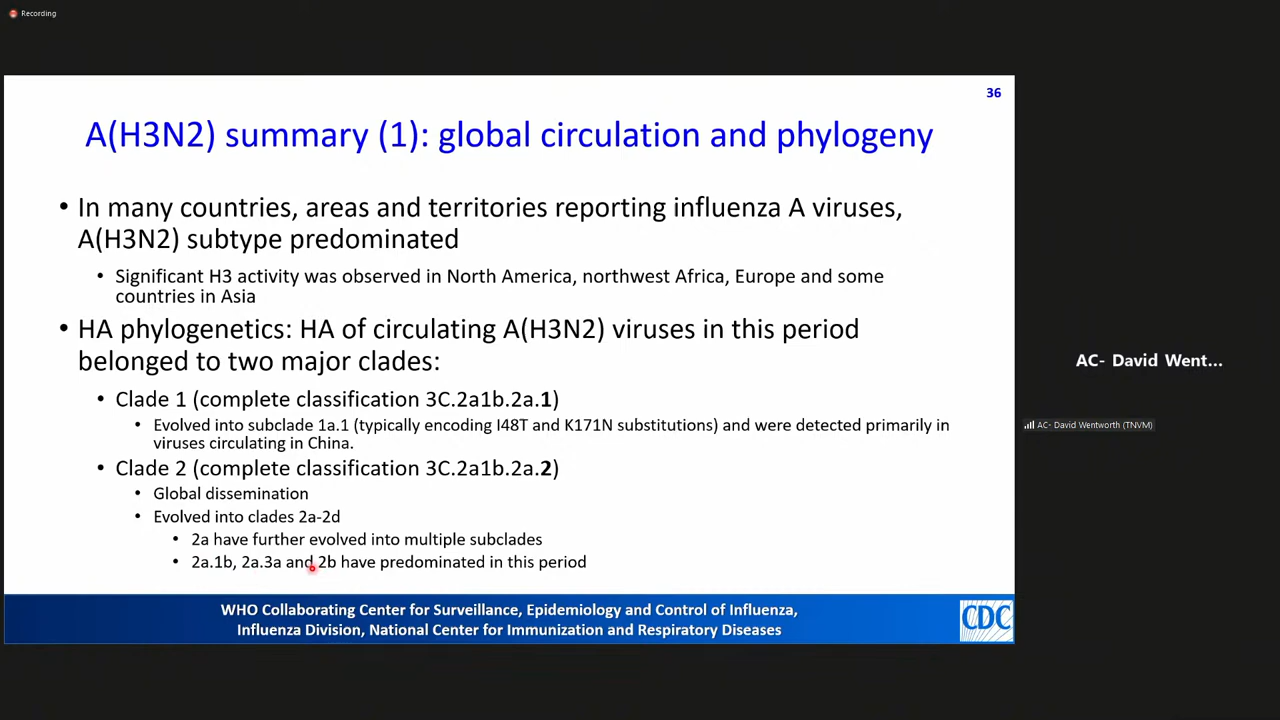 Recording
36
A(H3N2) summary (1): global circulation and phylogeny
• In many countries, areas and territories reporting influenza A viruses,
A(H3N2) subtype predominated
• Significant H3 activity was observed in North America, northwest Africa, Europe and some
countries in Asia
• HA phylogenetics: HA of circulating A(H3N2) viruses in this period
belonged to two major clades:
• Clade 1 (complete classification 3C.2a1b.2a.1)
• Evolved into subclade 1a.1 (typically encoding I48T and K171N substitutions) and were detected primarily in
viruses circulating in China.
• Clade 2 (complete classification 3C.2a1b.2a.2)
• Global dissemination
• Evolved into clades 2a-2d
• 2a have further evolved into multiple subclades
• 2a.1b, 2a.3a and 2b have predominated in this period
WHO Collaborating Center for Surveillance, Epidemiology and Control of Influenza,
Influenza Division, National Center for Immunization and Respiratory Diseases
CDC
AC- David Went...
AC- David Wentworth (TNVM)